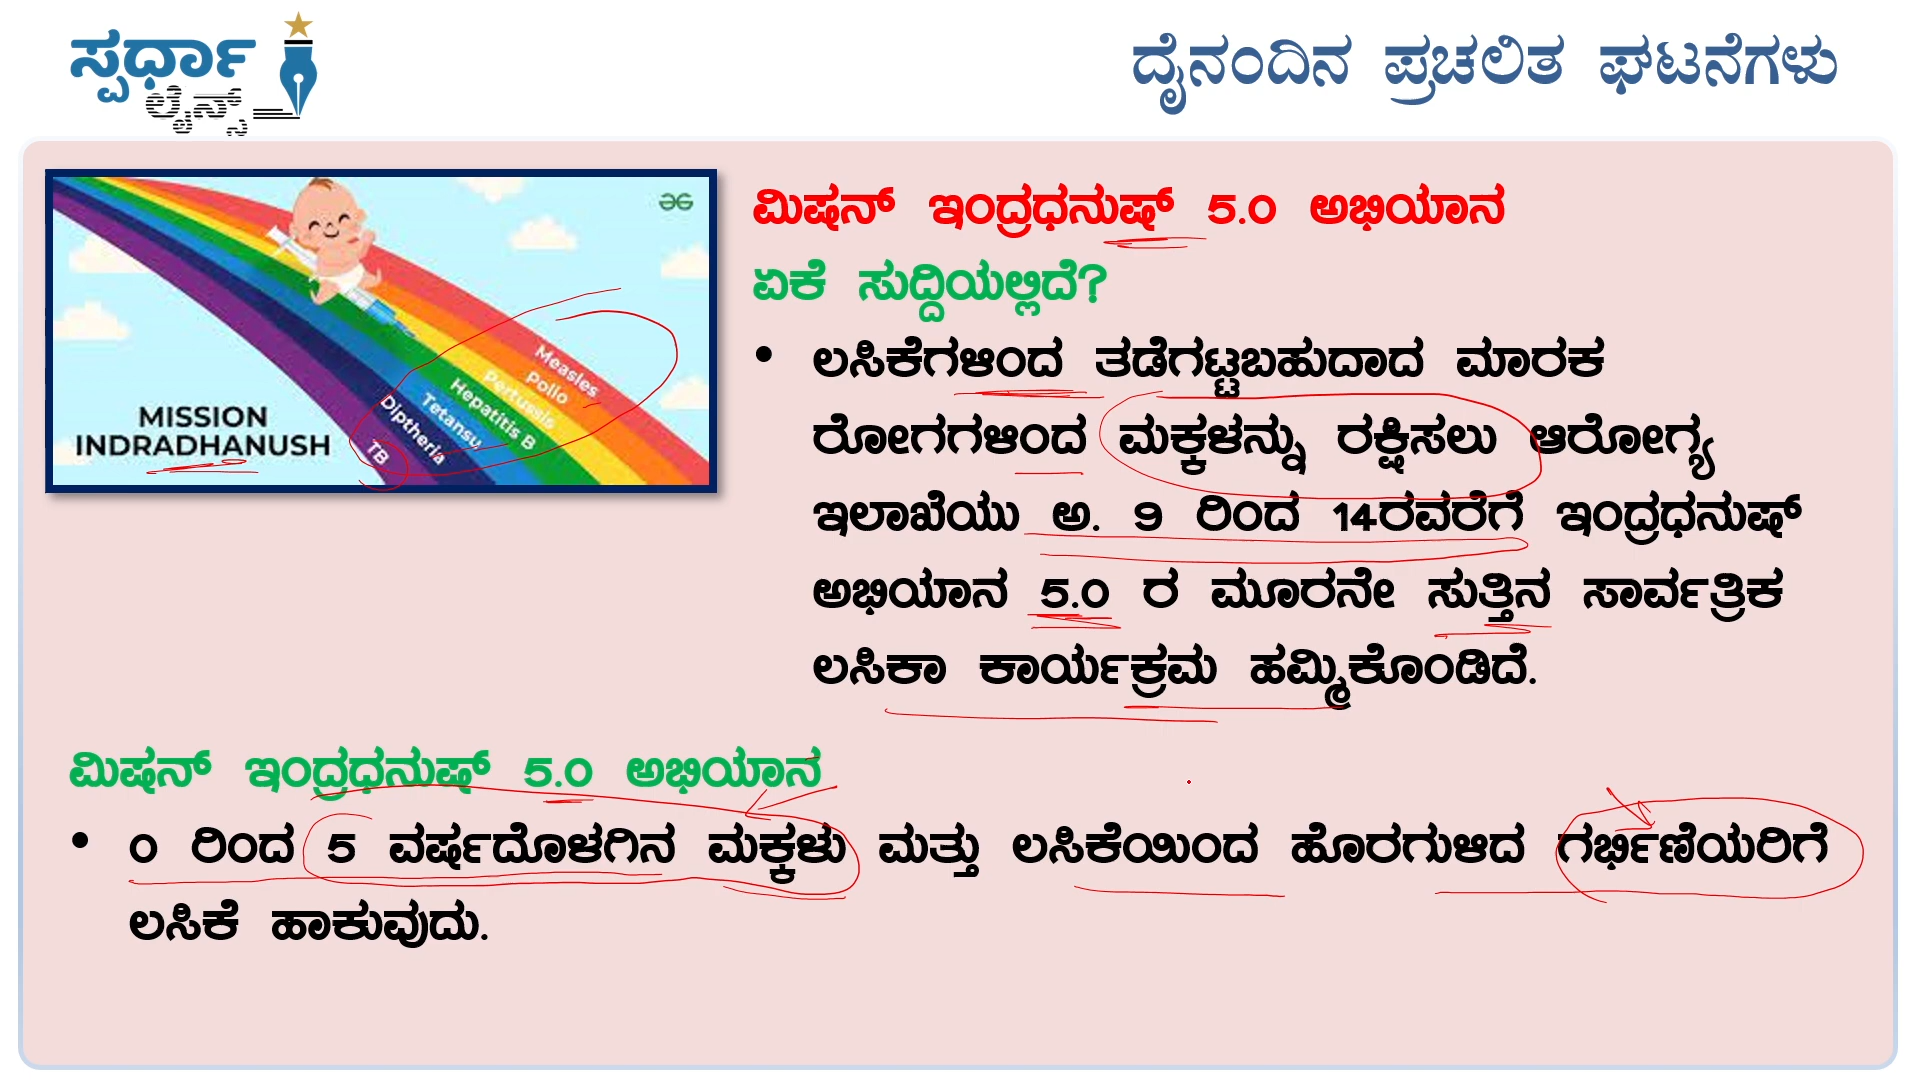 ಸ್ಪರ್ಧಾ
ಲೈನ್ಸ್
ದೈನಂದಿನ ಪ್ರಚಲಿತ ಘಟನೆಗಳು
Measles
Polio
Pertussis
Hepatitis B
Tetansu
Diptheria
TB
MISSION
INDRADHANUSH
ಮಿಷನ್ ಇಂದ್ರಧನುಷ್ 5.0 ಅಭಿಯಾನ
ಏಕೆ ಸುದ್ದಿಯಲ್ಲಿದೆ?
• ಲಸಿಕೆಗಳಿಂದ ತಡೆಗಟ್ಟಬಹುದಾದ ಮಾರಕ
ರೋಗಗಳಿಂದ ಮಕ್ಕಳನ್ನು ರಕ್ಷಿಸಲು ಆರೋಗ್ಯ
ಇಲಾಖೆಯು ಅ. 9 ರಿಂದ 14ರವರೆಗೆ ಇಂದ್ರಧನುಷ್
ಅಭಿಯಾನ 5.0 ರ ಮೂರನೇ ಸುತ್ತಿನ ಸಾರ್ವತ್ರಿಕ
ಲಸಿಕಾ ಕಾರ್ಯಕ್ರಮ ಹಮ್ಮಿಕೊಂಡಿದೆ.
ಮಿಷನ್ ಇಂದ್ರಧನುಷ್ 5.0 ಅಭಿಯಾನ
• 0 ರಿಂದ 5 ವರ್ಷದೊಳಗಿನ ಮಕ್ಕಳು ಮತ್ತು ಲಸಿಕೆಯಿಂದ ಹೊರಗುಳಿದ ಗರ್ಭಿಣಿಯರಿಗೆ
ಲಸಿಕೆ ಹಾಕುವುದು.